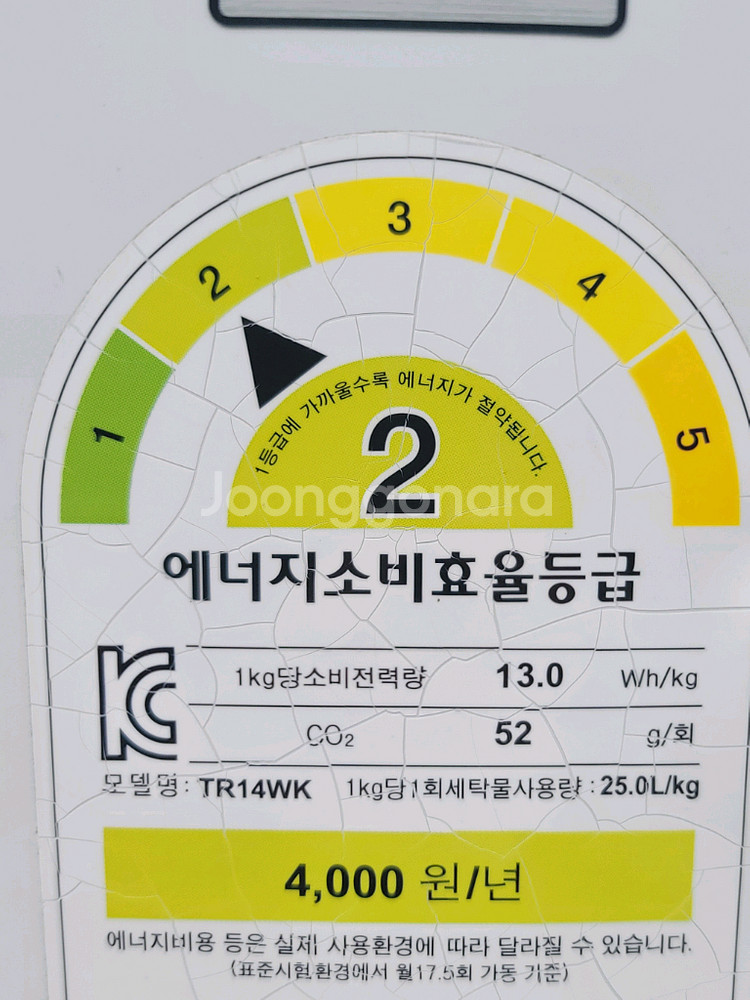 1 2 3 4 5
1등급에 가까울수록 에너지가 절약됩니다.
2
Joonggonara
에너지소비효율등급
1kg당소비전력량 13.0 Wh/kg
CO₂ 52 g/회
모델명: TR14WK 1kg당1회세탁물사용량 : 25.0L/kg
4,000 원/년
에너지비용 등은 실제 사용환경에 따라 달라질 수 있습니다.
(표준시험환경에서 월17.5회 가동 기준)